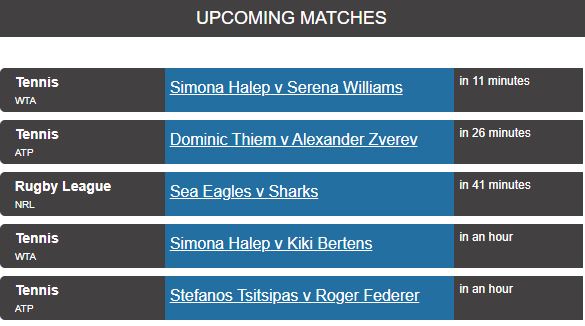 UPCOMING MATCHES
Tennis
WTA
Simona Halep v Serena Williams
in 11 minutes
Tennis
ATP
Dominic Thiem v Alexander Zverev
in 26 minutes
Rugby League
NRL
Sea Eagles v Sharks
in 41 minutes
Tennis
WTA
Simona Halep v Kiki Bertens
in an hour
Tennis
ATP
Stefanos Tsitsipas v Roger Federer
in an hour